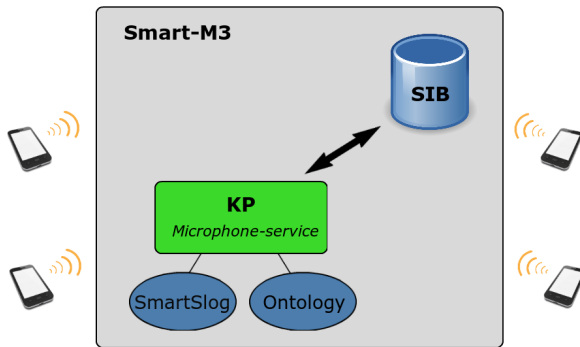 Smart-M3
SIB
KP
Microphone-service
SmartSlog
Ontology